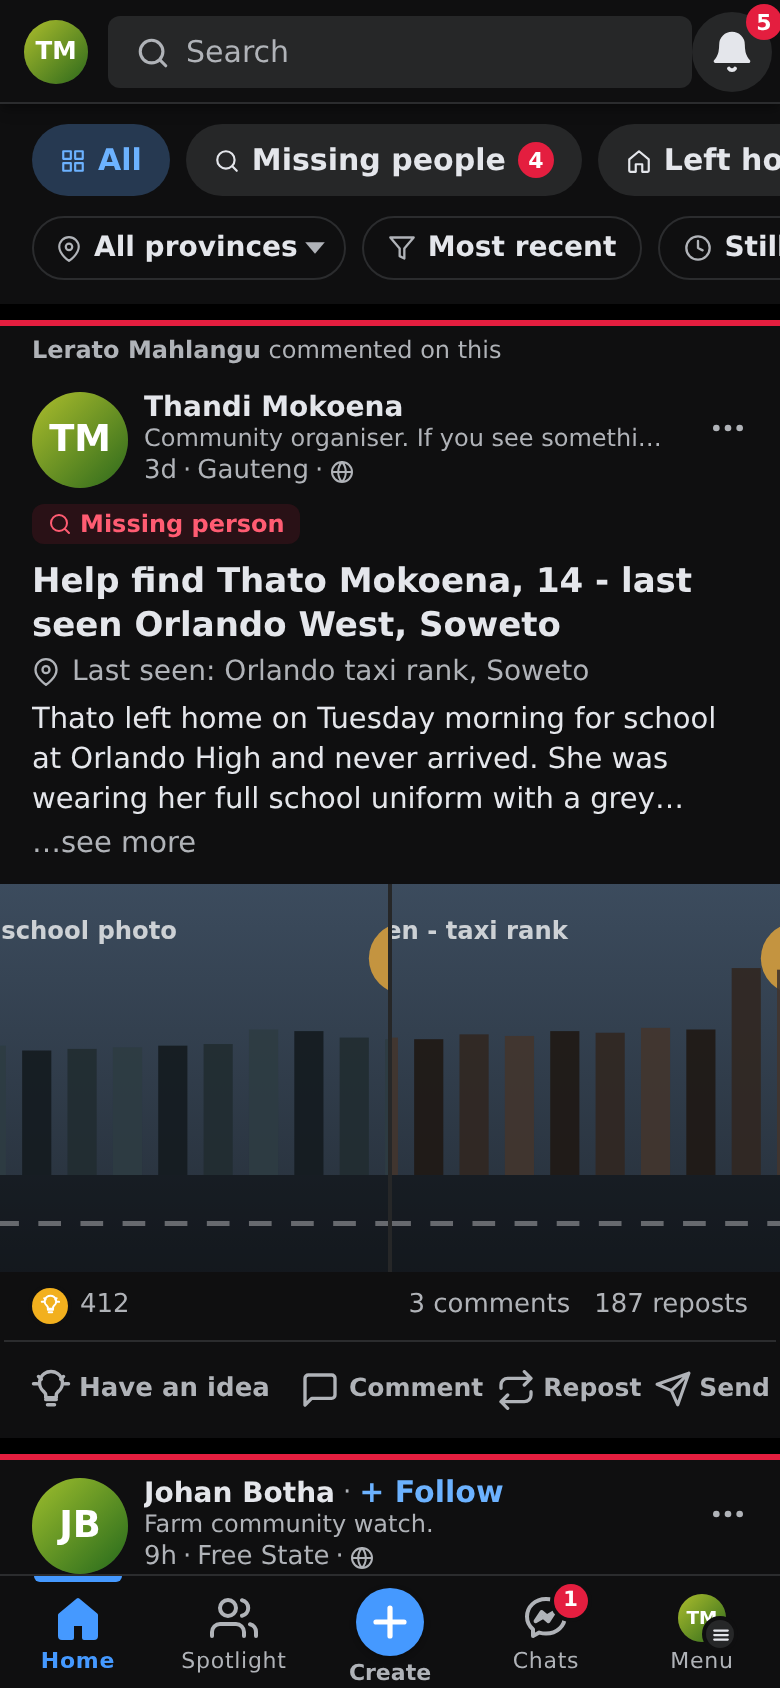 TM
Search
5
All
Missing people 4
Left ho
All provinces
Most recent
Still
Lerato Mahlangu commented on this
TM
Thandi Mokoena
Community organiser. If you see somethi...
3d · Gauteng ·
Missing person
Help find Thato Mokoena, 14 - last
seen Orlando West, Soweto
Last seen: Orlando taxi rank, Soweto
Thato left home on Tuesday morning for school
at Orlando High and never arrived. She was
wearing her full school uniform with a grey...
...see more
school photo
en - taxi rank
412
3 comments
187 reposts
Have an idea
Comment
Repost
Send
JB
Johan Botha · + Follow
Farm community watch.
9h · Free State ·
Home
Spotlight
Create
1
Chats
TM
Menu